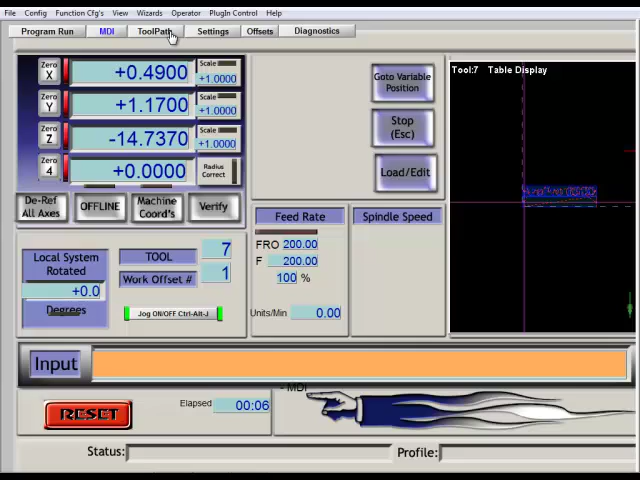 File Config Function Cfg's View Wizards Operator PlugIn Control Help
Program Run MDI ToolPath Settings Offsets Diagnostics
Zero X +0.4900 Scale +1.0000
Zero Y +1.1700 Scale +1.0000
Zero Z -14.7370 Scale +1.0000
Zero 4 +0.0000 Radius Correct
De-Ref All Axes OFFLINE Machine Coord's Verify
Goto Variable Position
Stop (Esc)
Load/Edit
Tool:7 Table Display
Local System Rotated
+0.0
Degrees
TOOL 7
Work Offset # 1
Jog ON/OFF Ctrl-Alt-J
Feed Rate
FRO 200.00
F 200.00
100 %
Units/Min 0.00
Spindle Speed
Input
MDI
RESET
Elapsed 00:06
Status: Profile: